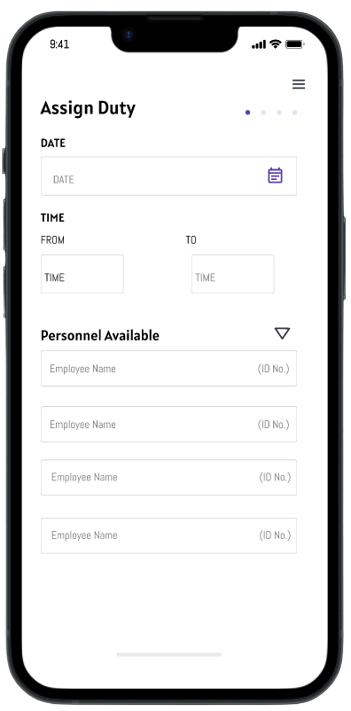 9:41
Assign Duty
DATE
DATE
TIME
FROM TO
TIME TIME
Personnel Available
Employee Name (ID No.)
Employee Name (ID No.)
Employee Name (ID No.)
Employee Name (ID No.)